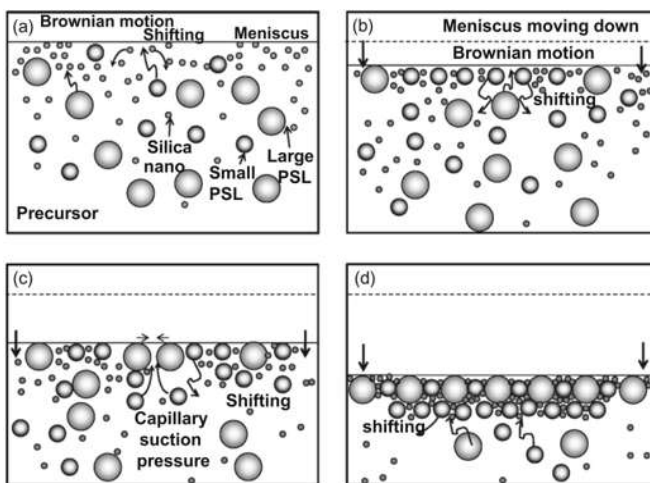 (a)
Brownian motion
Shifting
Meniscus
Silica
nano
Small
PSL
Large
PSL
Precursor
(b)
Meniscus moving down
Brownian motion
shifting
(c)
Shifting
Capillary
suction
pressure
(d)
shifting